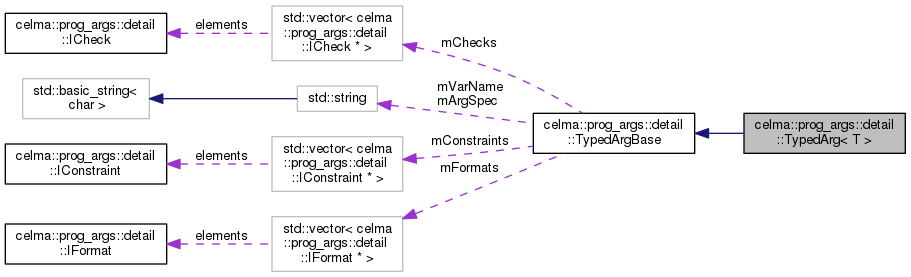 celma::prog_args::detail
::ICheck
elements
std::vector< celma
::prog_args::detail
::ICheck * >
mChecks
std::basic_string<
char >
std::string
mVarName
mArgSpec
celma::prog_args::detail
::TypedArgBase
celma::prog_args::detail
::TypedArg< T >
celma::prog_args::detail
::IConstraint
elements
std::vector< celma
::prog_args::detail
::IConstraint * >
mConstraints
mFormats
celma::prog_args::detail
::IFormat
elements
std::vector< celma
::prog_args::detail
::IFormat * >